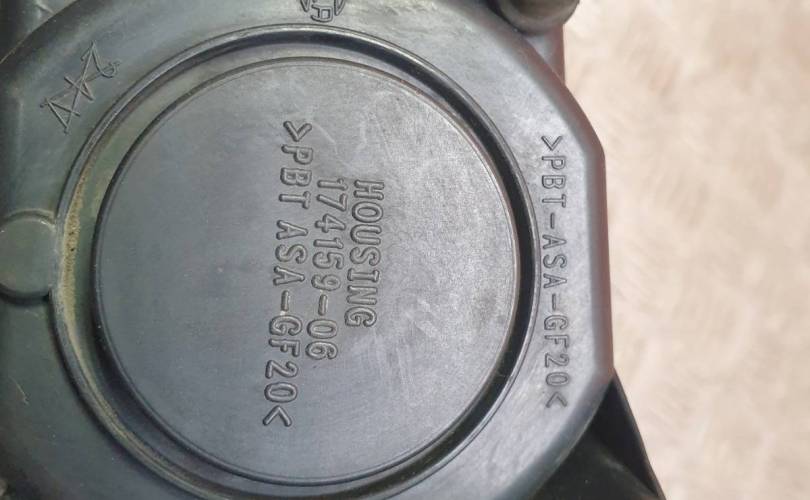 HOUSING
174159-06
>PBT ASA-GF20<
>PBT-ASA-GF20<